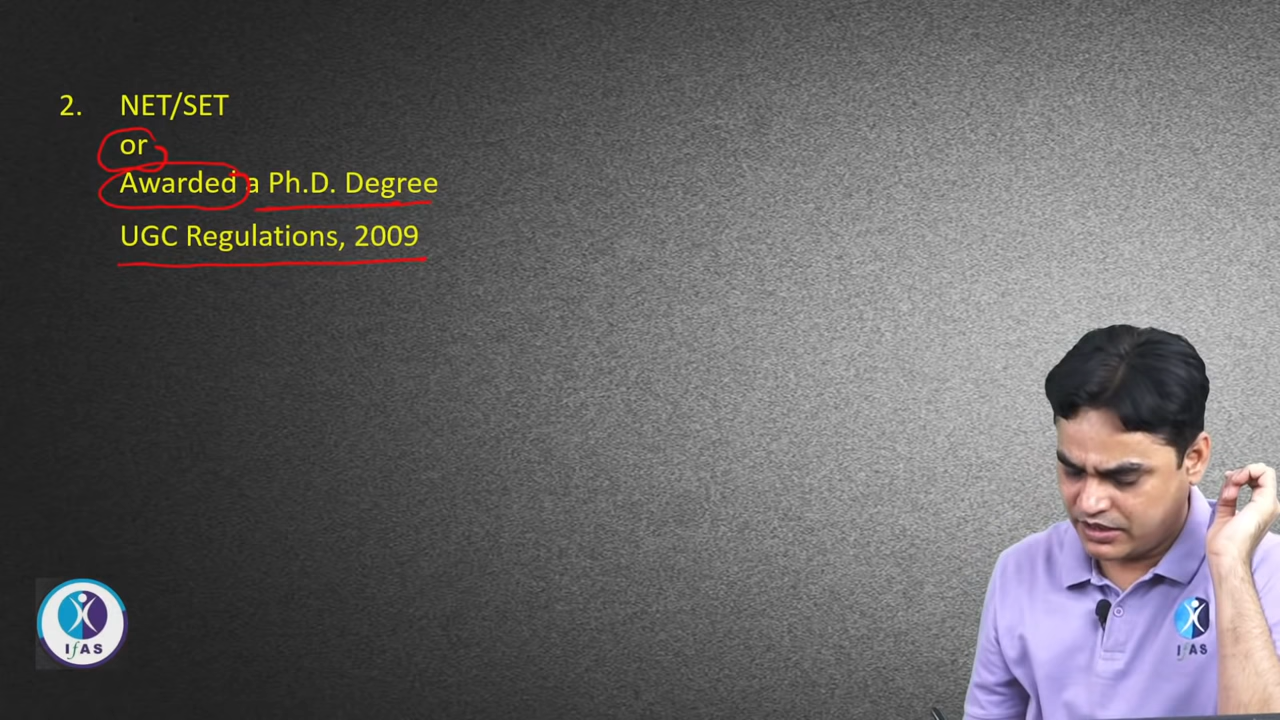 2. NET/SET
or
Awarded a Ph.D. Degree
UGC Regulations, 2009
IfAS
IfAS